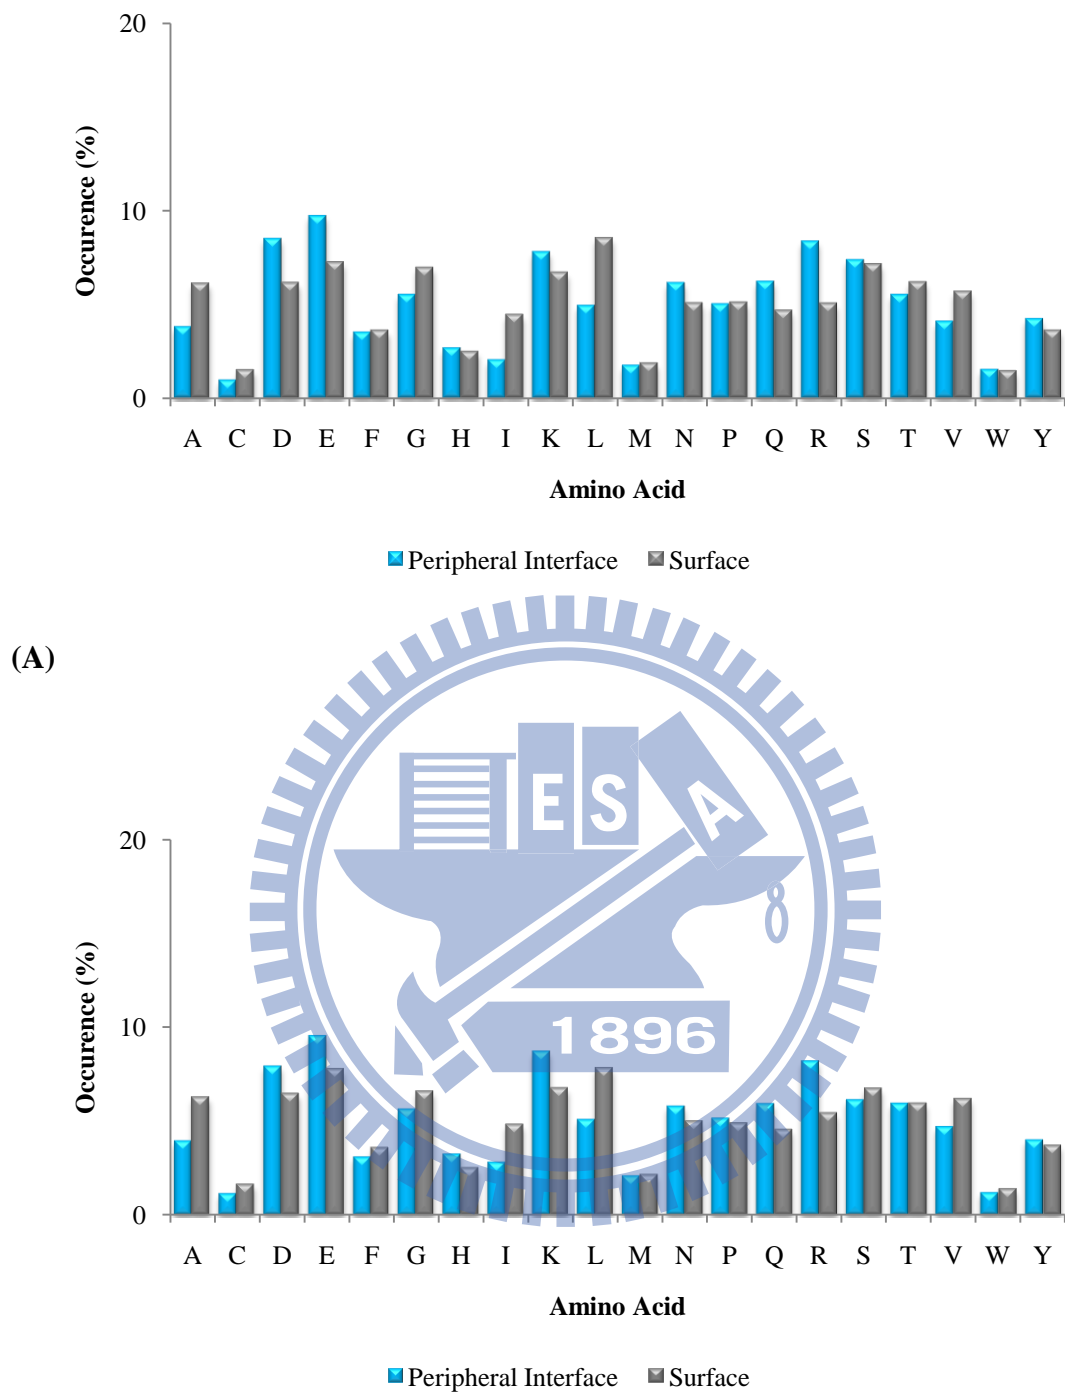 20
Occurence (%)
10
0
A C D E F G H I K L M N P Q R S T V W Y
Amino Acid
Peripheral Interface Surface
(A)
E S A
1896
20
Occurence (%)
10
0
A C D E F G H I K L M N P Q R S T V W Y
Amino Acid
Peripheral Interface Surface